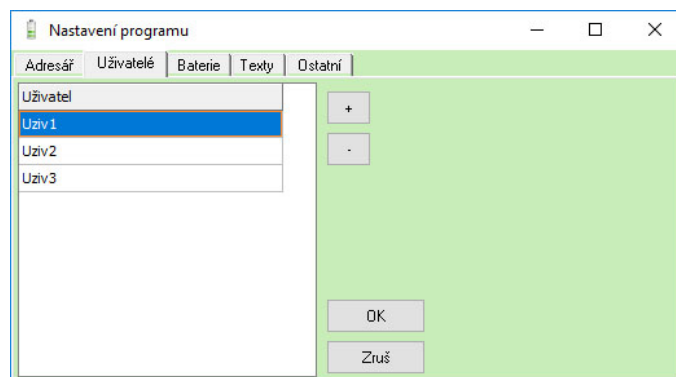 Nastavení programu
Adresář Uživatelé Baterie Texty Ostatní
Uživatel
+
Uziv1
-
Uziv2
Uziv3
OK
Zruš